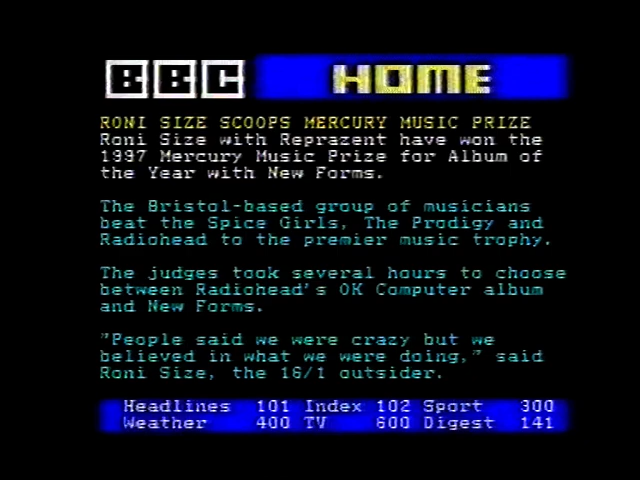 BBC HOME
RONI SIZE SCOOPS MERCURY MUSIC PRIZE
Roni Size with Reprazent have won the
1997 Mercury Music Prize for Album of
the Year with New Forms.
The Bristol-based group of musicians
beat the Spice Girls, The Prodigy and
Radiohead to the premier music trophy.
The judges took several hours to choose
between Radiohead's OK Computer album
and New Forms.
"People said we were crazy but we
believed in what we were doing," said
Roni Size, the 16/1 outsider.
Headlines 101 Index 102 Sport 300
Weather 400 TV 600 Digest 141